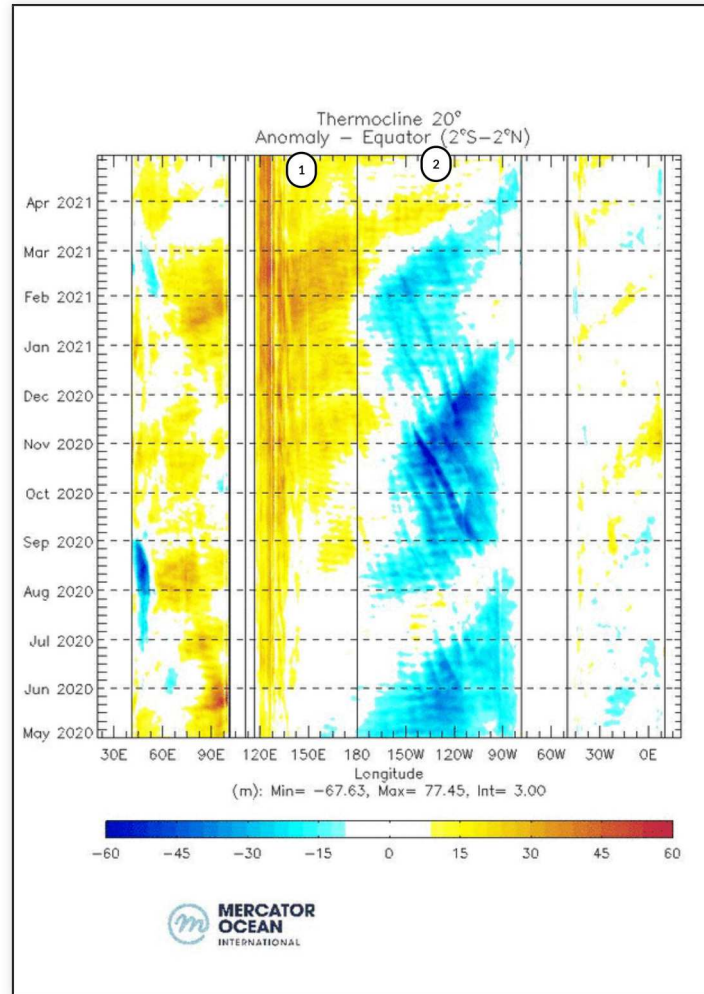 Thermocline 20°
Anomaly – Equator (2°S–2°N)
1
2
Apr 2021
Mar 2021
Feb 2021
Jan 2021
Dec 2020
Nov 2020
Oct 2020
Sep 2020
Aug 2020
Jul 2020
Jun 2020
May 2020
30E 60E 90E 120E 150E 180E 150W 120W 90W 60W 30W 0E
Longitude
(m): Min= −67.63, Max= 77.45, Int= 3.00
−60 −45 −30 −15 0 15 30 45 60
MERCATOR
OCEAN
INTERNATIONAL